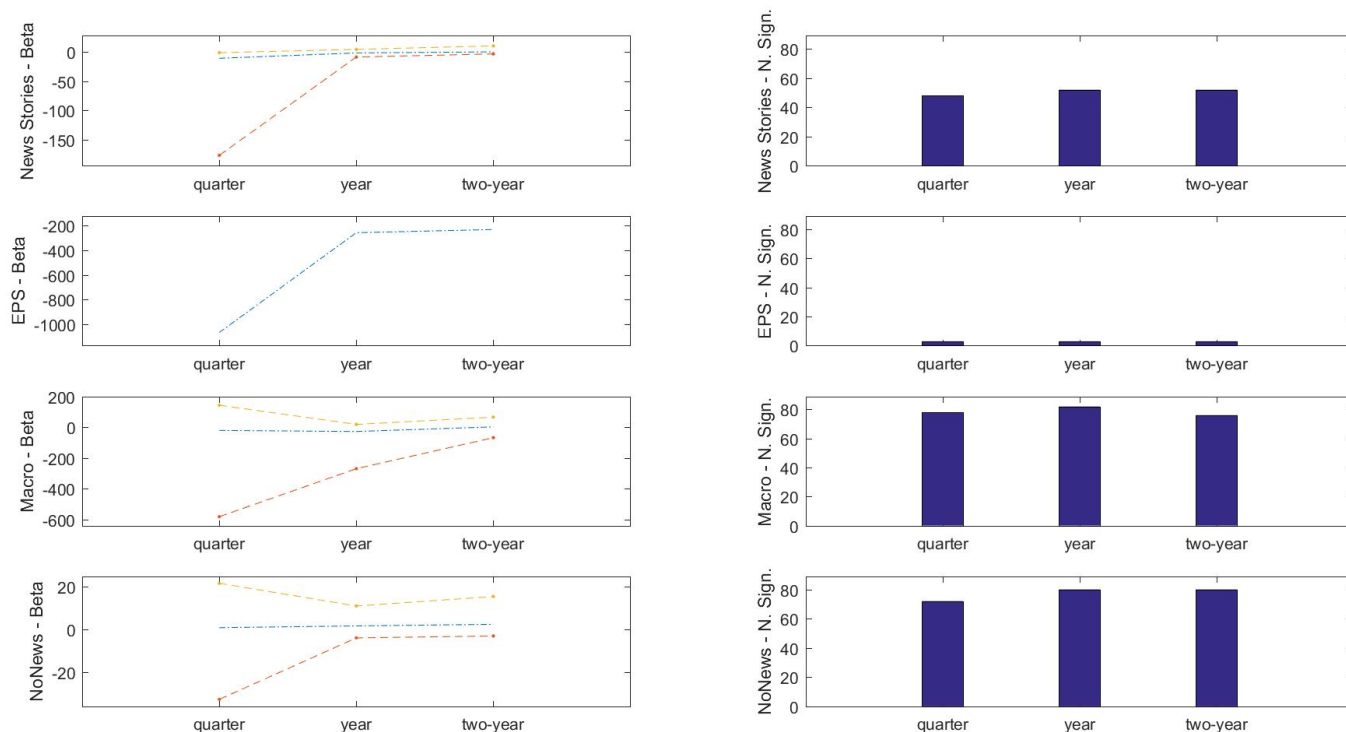 News Stories - Beta
0
-50
-100
-150
quarter year two-year
News Stories - N. Sign.
80
60
40
20
0
quarter year two-year
EPS - Beta
-200
-400
-600
-800
-1000
quarter year two-year
EPS - N. Sign.
80
60
40
20
0
quarter year two-year
Macro - Beta
200
0
-200
-400
-600
quarter year two-year
Macro - N. Sign.
80
60
40
20
0
quarter year two-year
NoNews - Beta
20
0
-20
quarter year two-year
NoNews - N. Sign.
80
60
40
20
0
quarter year two-year